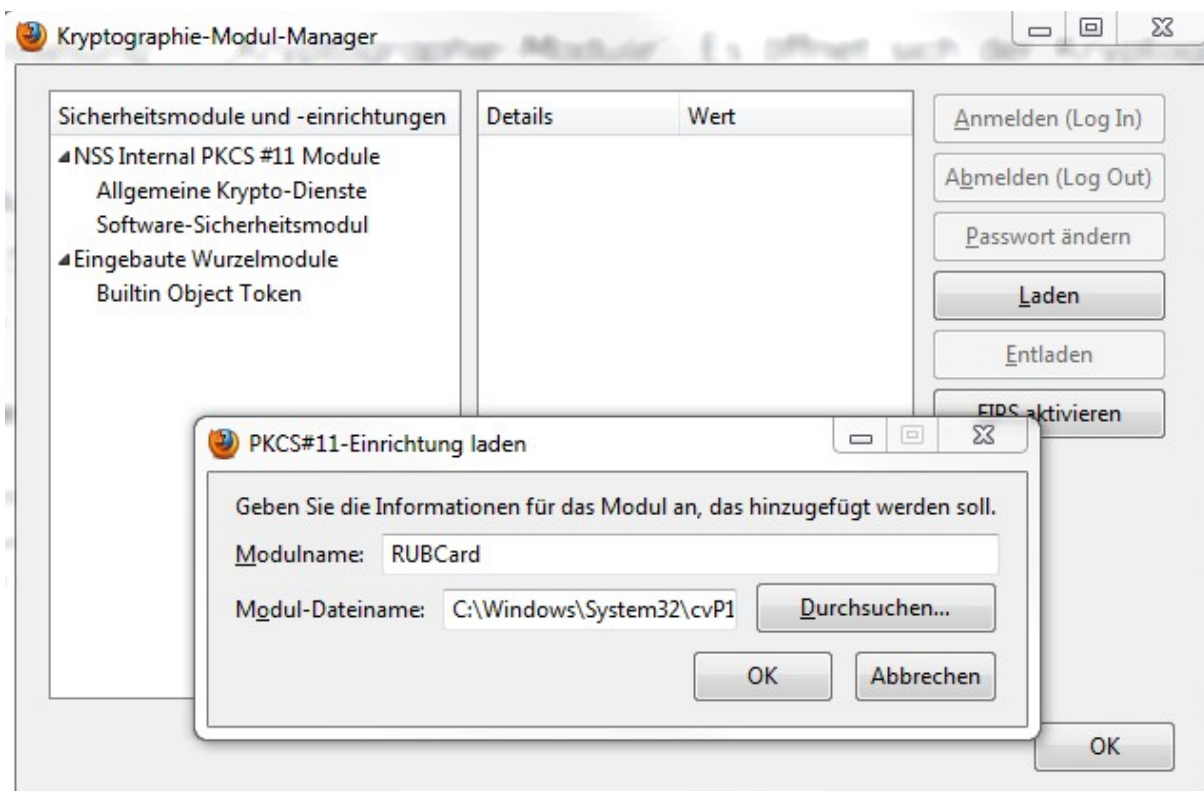 Kryptographie-Modul-Manager
Sicherheitsmodule und -einrichtungen
Details
Wert
NSS Internal PKCS #11 Module
Allgemeine Krypto-Dienste
Software-Sicherheitsmodul
Eingebaute Wurzelmodule
Builtin Object Token
Anmelden (Log In)
Abmelden (Log Out)
Passwort ändern
Laden
Entladen
FIPS aktivieren
PKCS#11-Einrichtung laden
Geben Sie die Informationen für das Modul an, das hinzugefügt werden soll.
Modulname: RUBCard
Modul-Dateiname: C:\Windows\System32\cvP1 Durchsuchen...
OK Abbrechen
OK